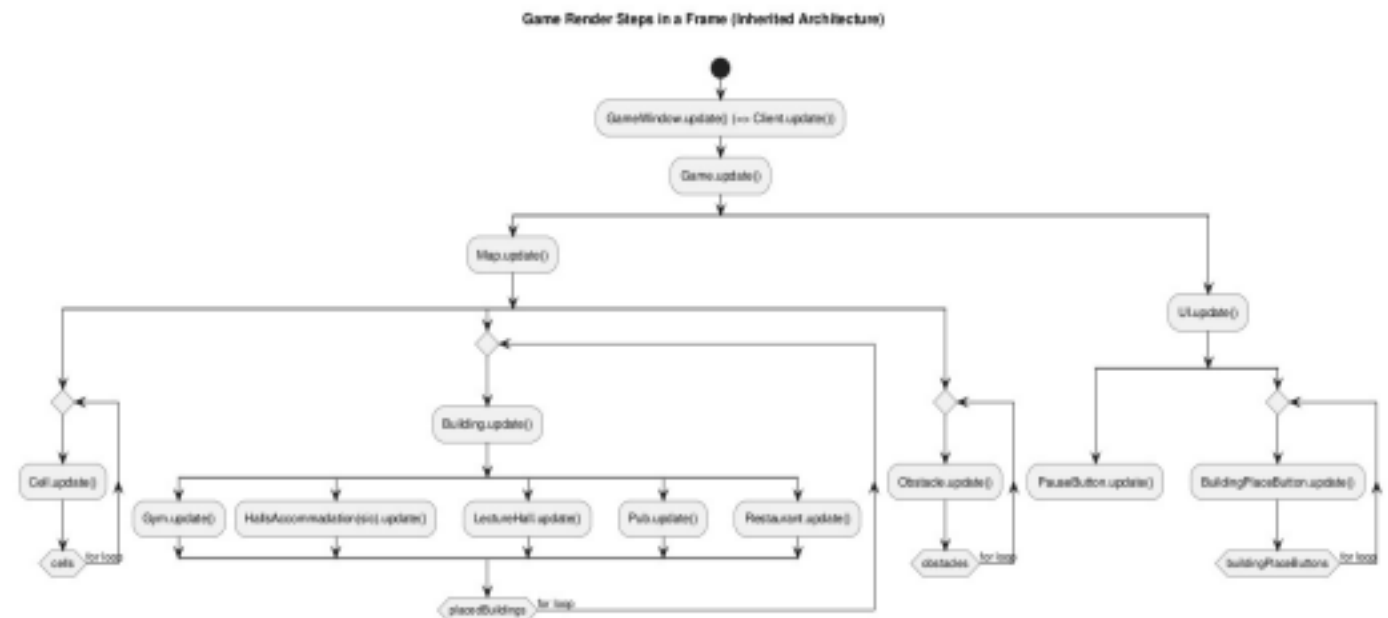 Game Render Steps in a Frame (Inherited Architecture)
GameWindow.update() (== Client.update())
Game.update()
Map.update()
UI.update()
Building.update()
Cell.update()
Obstacle.update()
PauseButton.update()
BuildingPlaceButton.update()
Gym.update()
HallsAccommadation(sic).update()
LectureHall.update()
Pub.update()
Restaurant.update()
cells
for loop
obstacles
for loop
buildingPlaceButtons
for loop
placedBuildings
for loop